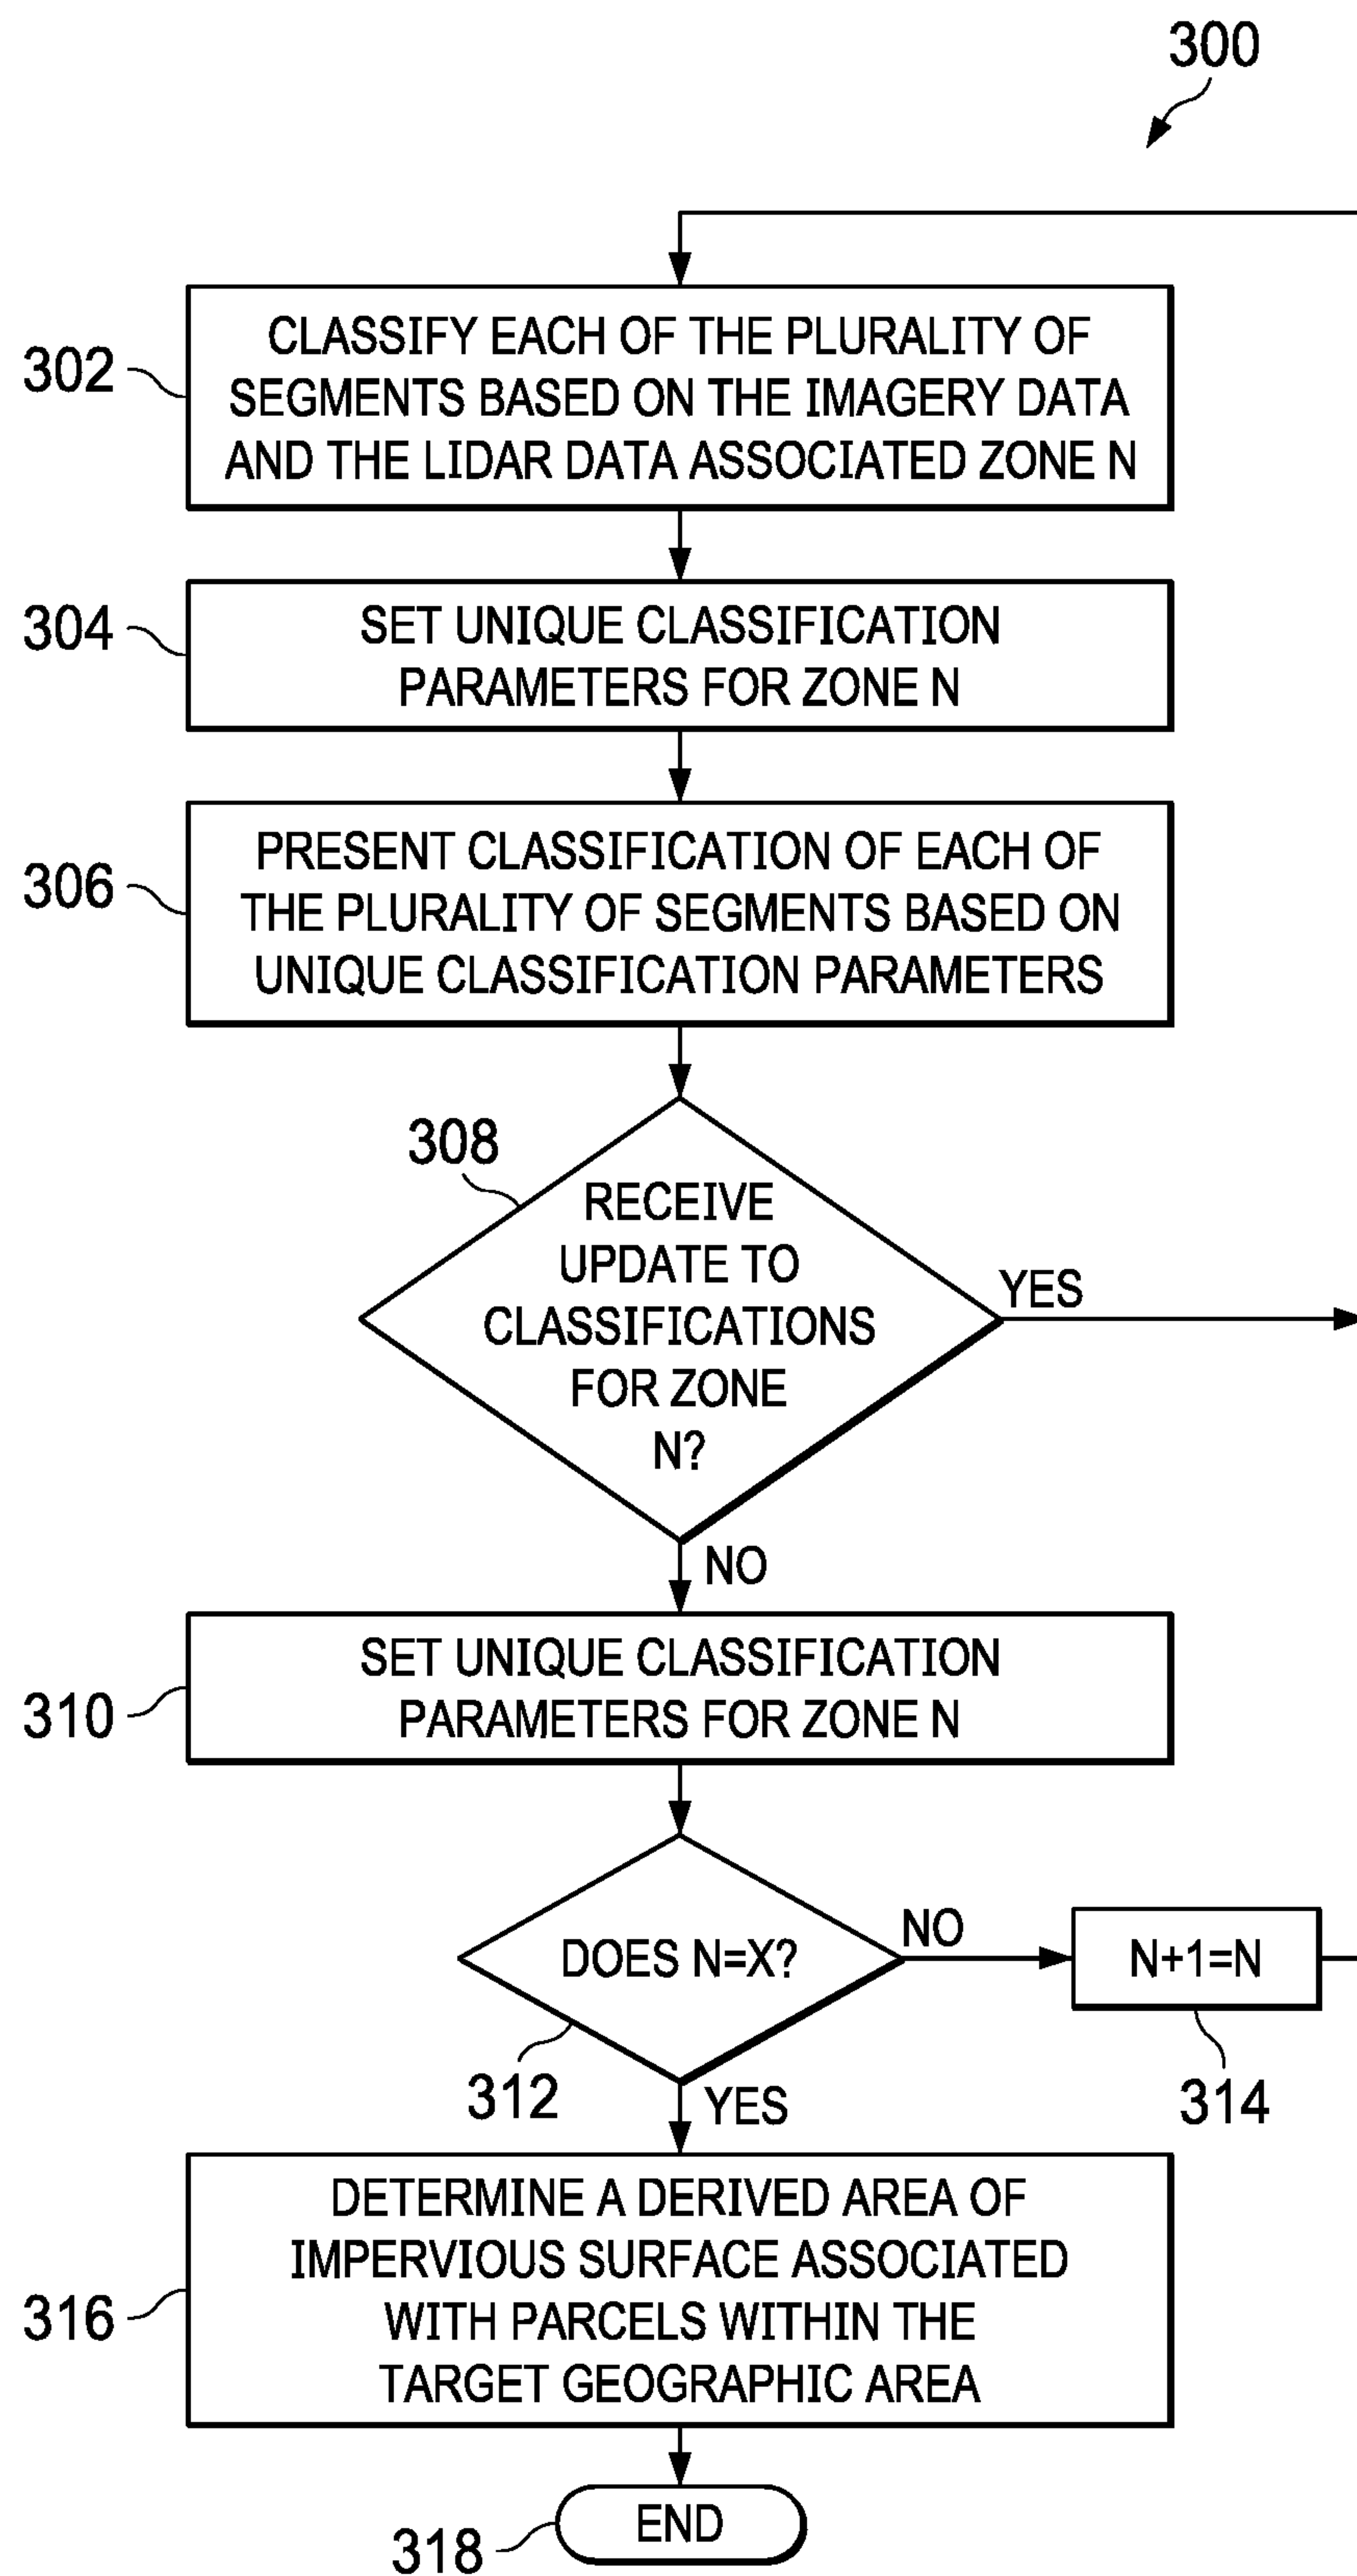 300
302
CLASSIFY EACH OF THE PLURALITY OF
SEGMENTS BASED ON THE IMAGERY DATA
AND THE LIDAR DATA ASSOCIATED ZONE N
304
SET UNIQUE CLASSIFICATION
PARAMETERS FOR ZONE N
306
PRESENT CLASSIFICATION OF EACH OF
THE PLURALITY OF SEGMENTS BASED ON
UNIQUE CLASSIFICATION PARAMETERS
308
RECEIVE
UPDATE TO
CLASSIFICATIONS
FOR ZONE
N?
YES
NO
310
SET UNIQUE CLASSIFICATION
PARAMETERS FOR ZONE N
DOES N=X?
NO
N+1=N
312
314
YES
316
DETERMINE A DERIVED AREA OF
IMPERVIOUS SURFACE ASSOCIATED
WITH PARCELS WITHIN THE
TARGET GEOGRAPHIC AREA
318
END